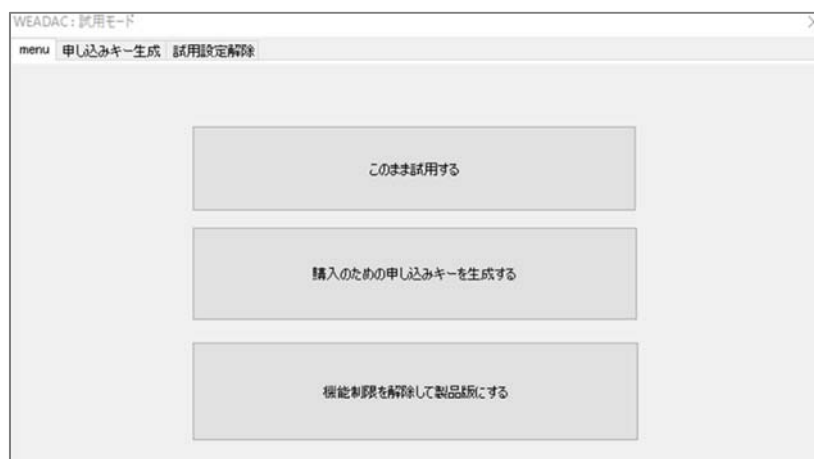 WEADAC : 試用モード
menu 申し込みキー生成 試用設定解除
このまま試用する
購入のための申し込みキーを生成する
機能制限を解除して製品版にする